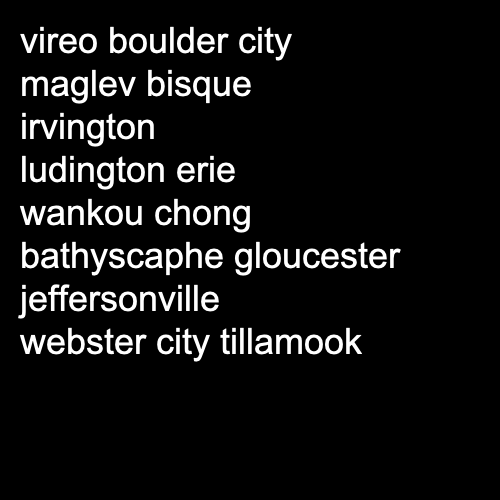 vireo boulder city
maglev bisque
irvington
ludington erie
wankou chong
bathyscaphe gloucester
jeffersonville
webster city tillamook